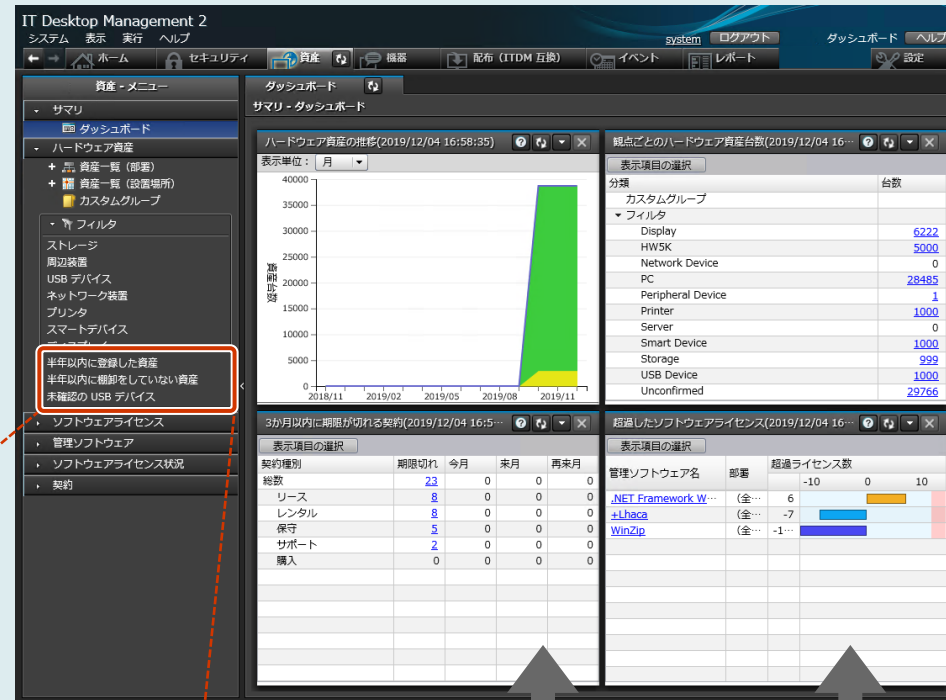 IT Desktop Management 2
システム 表示 実行 ヘルプ
system ログアウト ダッシュボード ヘルプ
ホーム セキュリティ 資産 機器 配布 (ITDM 互換) イベント レポート 設定
資産 - メニュー
サマリ
ダッシュボード
ハードウェア資産
資産一覧 (部署)
資産一覧 (設置場所)
カスタムグループ
フィルタ
ストレージ
周辺装置
USB デバイス
ネットワーク装置
プリンタ
スマートデバイス
ディスプレイ
半年以内に登録した資産
半年以内に棚卸をしていない資産
未確認の USB デバイス
ソフトウェアライセンス
管理ソフトウェア
ソフトウェアライセンス状況
契約
ダッシュボード
サマリ - ダッシュボード
ハードウェア資産の推移(2019/12/04 16:58:35)
表示単位: 月
資産台数
40000
35000
30000
25000
20000
15000
10000
5000
0
2018/11 2019/02 2019/05 2019/08 2019/11
観点ごとのハードウェア資産台数(2019/12/04 16…
表示項目の選択
分類 台数
カスタムグループ
フィルタ
Display 6222
HW5K 5000
Network Device 0
PC 28485
Peripheral Device 1
Printer 1000
Server 0
Smart Device 1000
Storage 999
USB Device 1000
Unconfirmed 29766
3か月以内に期限が切れる契約(2019/12/04 16:5…
表示項目の選択
契約種別 期限切れ 今月 来月 再来月
総数 23 0 0 0
リース 8 0 0 0
レンタル 8 0 0 0
保守 5 0 0 0
サポート 2 0 0 0
購入 0 0 0 0
超過したソフトウェアライセンス(2019/12/04 16…
表示項目の選択
管理ソフトウェア名 部署 超過ライセンス数
-10 0 10
.NET Framework W… (全… 6
+Lhaca (全… -7
WinZip (全… -1…